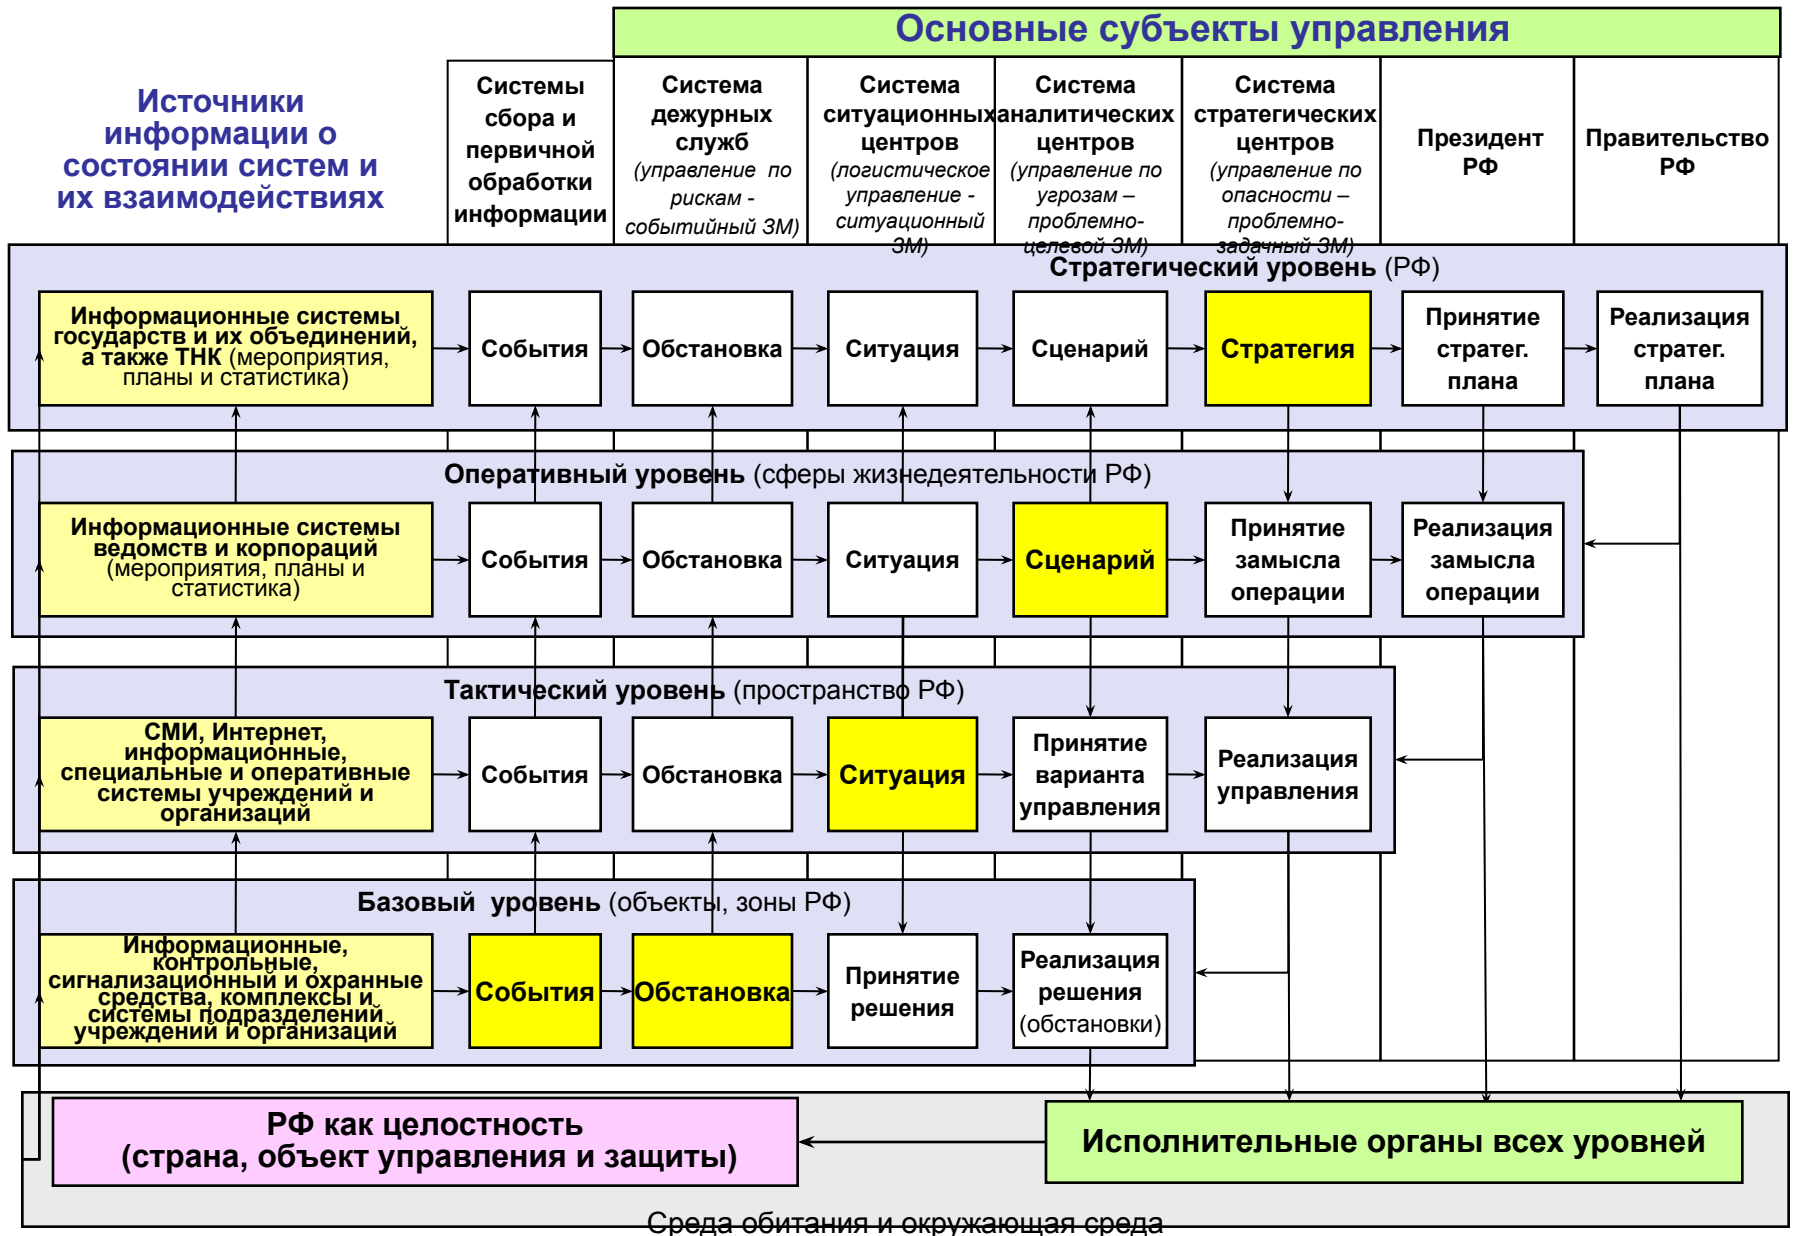 Основные субъекты управления
Источники
информации о
состоянии систем и
их взаимодействиях
Системы
сбора и
первичной
обработки
информации
Система
дежурных
служб
(управление по
рискам -
событийный ЗМ)
Система
ситуационных
центров
(логистическое
управление -
ситуационный
ЗМ)
Система
аналитических
центров
(управление по
угрозам –
проблемно-
целевой ЗМ)
Система
стратегических
центров
(управление по
опасности –
проблемно-
задачный ЗМ)
Президент
РФ
Правительство
РФ
Стратегический уровень (РФ)
Информационные системы
государств и их объединений,
а также ТНК (мероприятия,
планы и статистика)
События
Обстановка
Ситуация
Сценарий
Стратегия
Принятие
стратег.
плана
Реализация
стратег.
плана
Оперативный уровень (сферы жизнедеятельности РФ)
Информационные системы
ведомств и корпораций
(мероприятия, планы и
статистика)
События
Обстановка
Ситуация
Сценарий
Принятие
замысла
операции
Реализация
замысла
операции
Тактический уровень (пространство РФ)
СМИ, Интернет,
информационные,
специальные и оперативные
системы учреждений и
организаций
События
Обстановка
Ситуация
Принятие
варианта
управления
Реализация
управления
Базовый уровень (объекты, зоны РФ)
Информационные,
контрольные,
сигнализационный и охранные
средства, комплексы и
системы подразделений
учреждений и организаций
События
Обстановка
Принятие
решения
Реализация
решения
(обстановки)
РФ как целостность
(страна, объект управления и защиты)
Исполнительные органы всех уровней
Среда обитания и окружающая среда